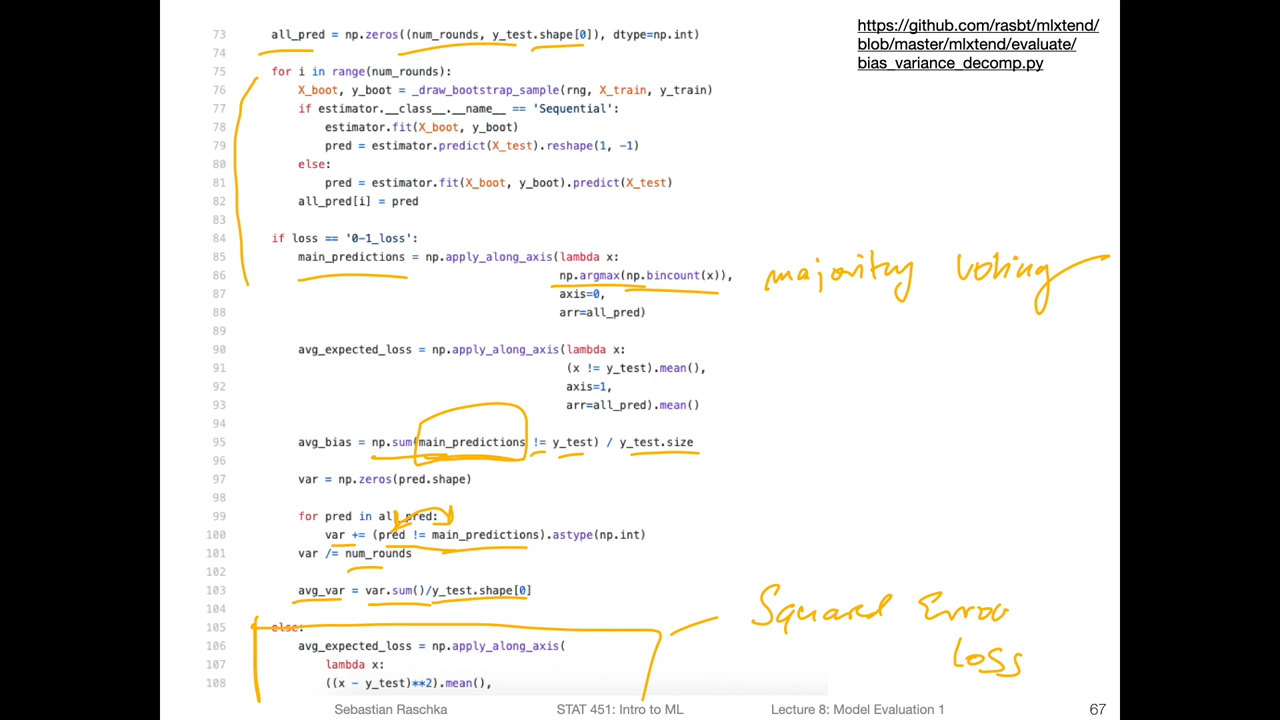 https://github.com/rasbt/mlxtend/
blob/master/mlxtend/evaluate/
bias_variance_decomp.py
73 all_pred = np.zeros((num_rounds, y_test.shape[0]), dtype=np.int)
74
75 for i in range(num_rounds):
76 X_boot, y_boot = _draw_bootstrap_sample(rng, X_train, y_train)
77 if estimator.__class__.__name__ == 'Sequential':
78 estimator.fit(X_boot, y_boot)
79 pred = estimator.predict(X_test).reshape(1, -1)
80 else:
81 pred = estimator.fit(X_boot, y_boot).predict(X_test)
82 all_pred[i] = pred
83
84 if loss == '0-1_loss':
85 main_predictions = np.apply_along_axis(lambda x:
86 np.argmax(np.bincount(x)), majority voting
87 axis=0,
88 arr=all_pred)
89
90 avg_expected_loss = np.apply_along_axis(lambda x:
91 (x != y_test).mean(),
92 axis=1,
93 arr=all_pred).mean()
94
95 avg_bias = np.sum(main_predictions != y_test) / y_test.size
96
97 var = np.zeros(pred.shape)
98
99 for pred in all_pred:
100 var += (pred != main_predictions).astype(np.int)
101 var /= num_rounds
102
103 avg_var = var.sum()/y_test.shape[0]
104
Squared Error
105 else:
106 avg_expected_loss = np.apply_along_axis(
loss
107 lambda x:
108 ((x - y_test)**2).mean(),
Sebastian Raschka STAT 451: Intro to ML Lecture 8: Model Evaluation 1 67